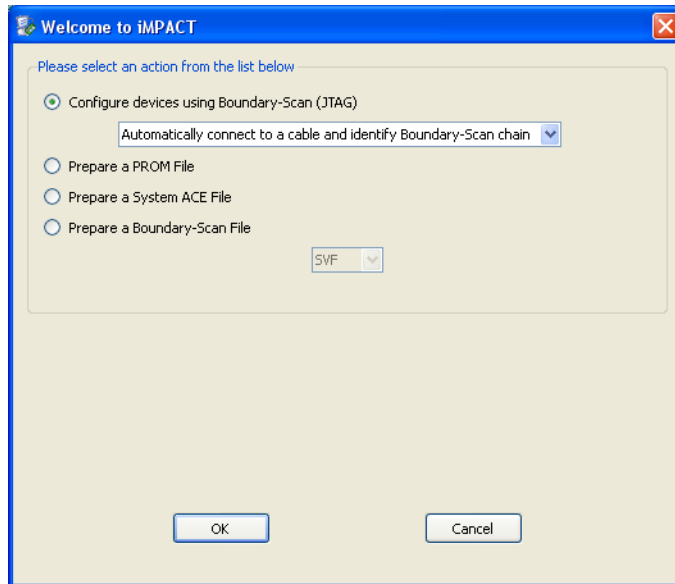 Welcome to iMPACT
Please select an action from the list below
Configure devices using Boundary-Scan (JTAG)
Automatically connect to a cable and identify Boundary-Scan chain
Prepare a PROM File
Prepare a System ACE File
Prepare a Boundary-Scan File
SVF
OK Cancel